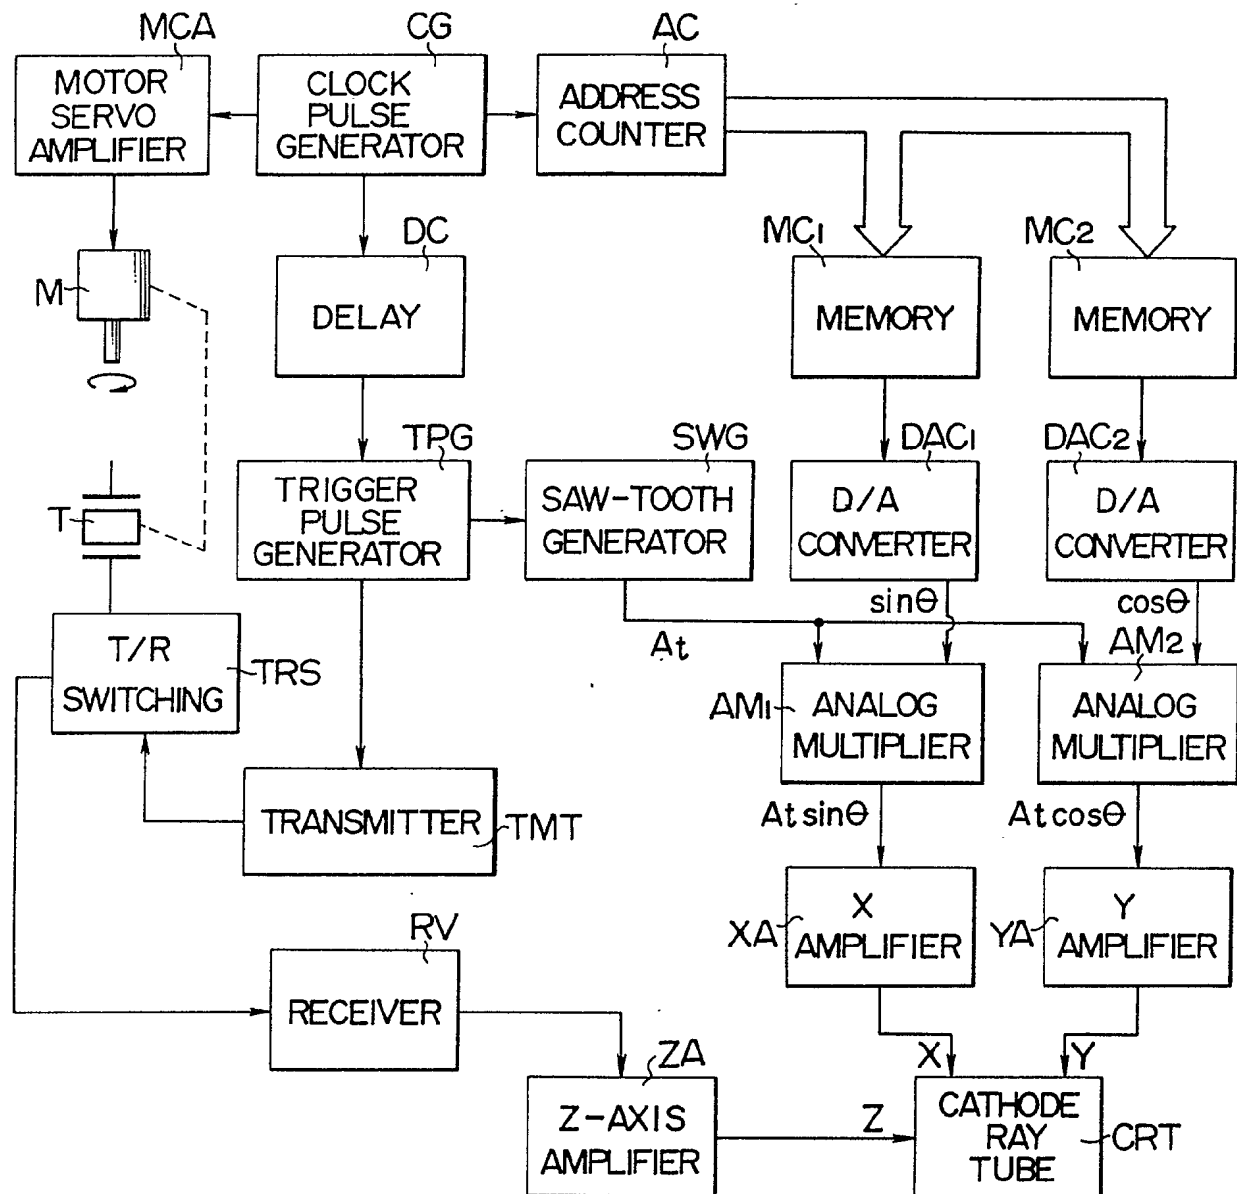 MCA
CG
AC
MOTOR
SERVO
AMPLIFIER
CLOCK
PULSE
GENERATOR
ADDRESS
COUNTER
DC
MC1
MC2
M
DELAY
MEMORY
MEMORY
TPG
SWG
DAC1
DAC2
T
TRIGGER
PULSE
GENERATOR
SAW-TOOTH
GENERATOR
D/A
CONVERTER
D/A
CONVERTER
sinθ
cosθ
At
T/R
SWITCHING
TRS
AM1
ANALOG
MULTIPLIER
AM2
ANALOG
MULTIPLIER
TRANSMITTER
TMT
Atsinθ
Atcosθ
XA
X
AMPLIFIER
YA
Y
AMPLIFIER
RV
RECEIVER
X
Y
ZA
Z-AXIS
AMPLIFIER
Z
CATHODE
RAY
TUBE
CRT